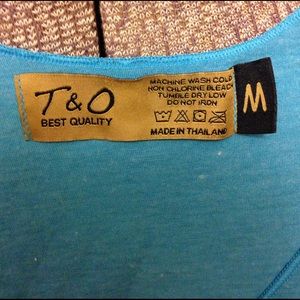 T&O
BEST QUALITY
MACHINE WASH COLD
NON CHLORINE BLEACH
TUMBLE DRY LOW
DO NOT IRON
MADE IN THAILAND
M